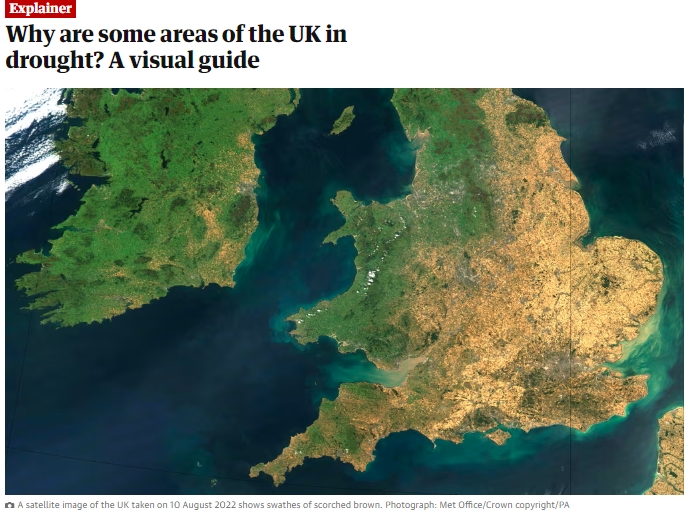 Explainer
Why are some areas of the UK in
drought? A visual guide
A satellite image of the UK taken on 10 August 2022 shows swathes of scorched brown. Photograph: Met Office/Crown copyright/PA